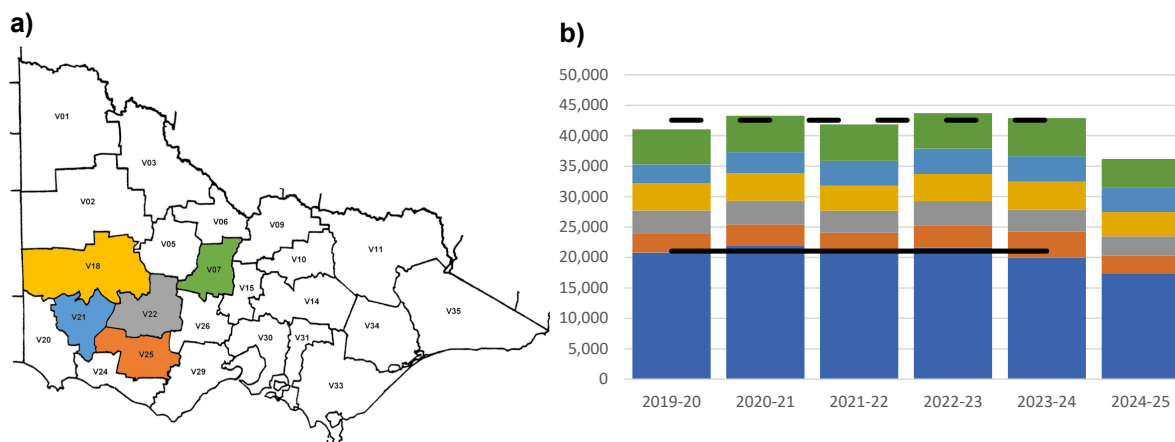 a)
V01
V03
V02
V06
V09
V05
V11
V10
V07
V18
V15
V14
V21
V22
V26
V35
V34
V20
V30
V31
V25
V24
V29
V33
b)
50,000
45,000
40,000
35,000
30,000
25,000
20,000
15,000
10,000
5,000
0
2019-20 2020-21 2021-22 2022-23 2023-24 2024-25